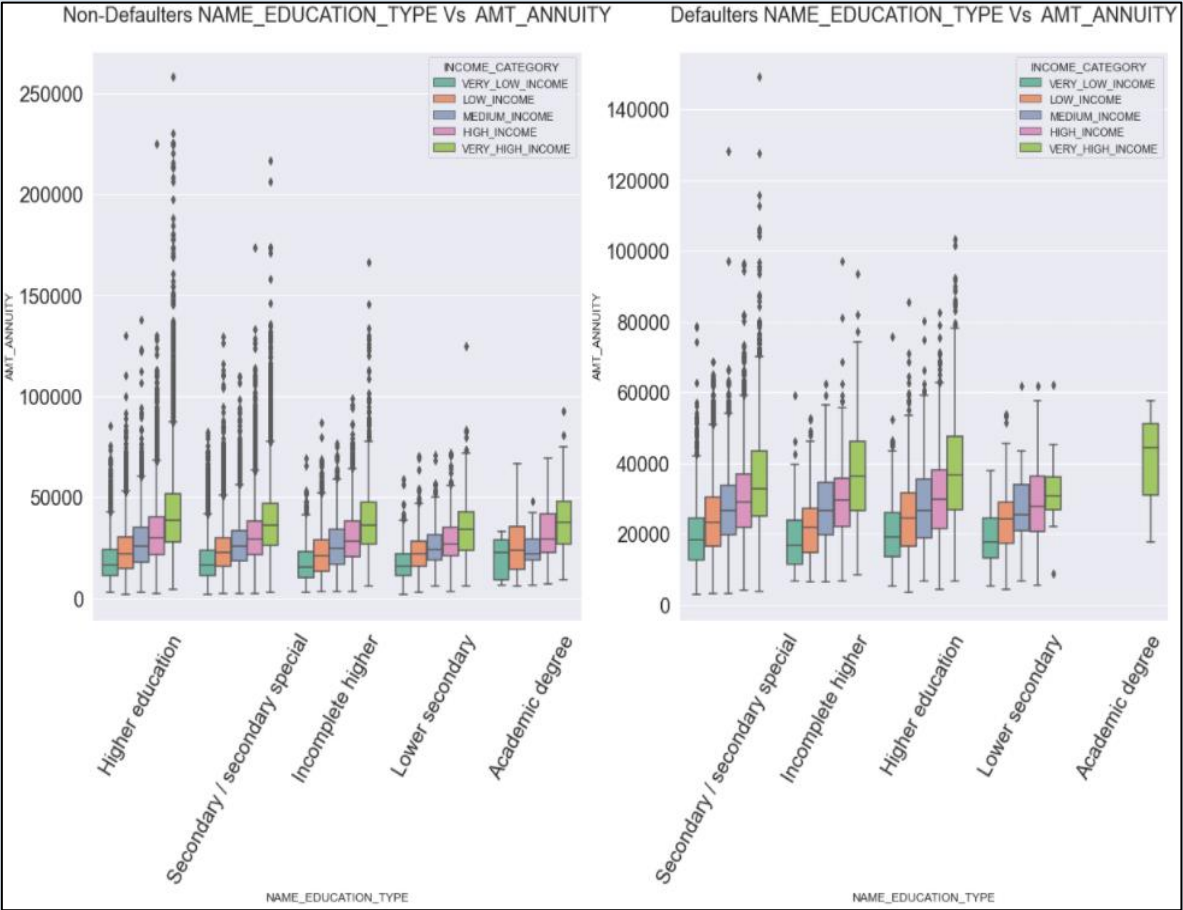 Non-Defaulters NAME_EDUCATION_TYPE Vs AMT_ANNUITY
INCOME_CATEGORY
VERY_LOW_INCOME
LOW_INCOME
MEDIUM_INCOME
HIGH_INCOME
VERY_HIGH_INCOME
250000
200000
150000
100000
50000
0
AMT_ANNUITY
Higher education
Secondary / secondary special
Incomplete higher
Lower secondary
Academic degree
NAME_EDUCATION_TYPE
Defaulters NAME_EDUCATION_TYPE Vs AMT_ANNUITY
INCOME_CATEGORY
VERY_LOW_INCOME
LOW_INCOME
MEDIUM_INCOME
HIGH_INCOME
VERY_HIGH_INCOME
140000
120000
100000
80000
60000
40000
20000
0
AMT_ANNUITY
Secondary / secondary special
Incomplete higher
Higher education
Lower secondary
Academic degree
NAME_EDUCATION_TYPE